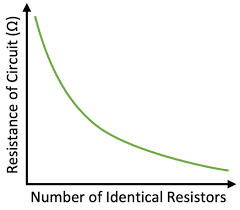 Resistance of Circuit (Ω)
Number of Identical Resistors